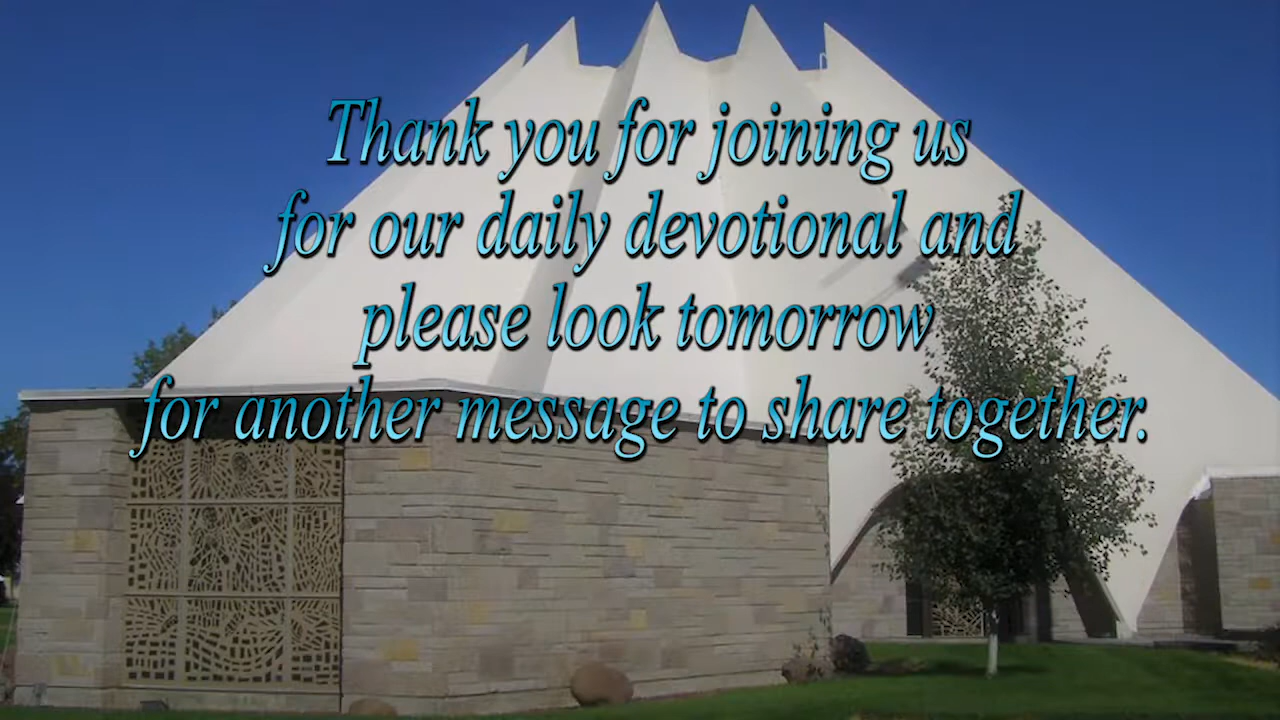 Thank you for joining us
for our daily devotional and
please look tomorrow
for another message to share together.